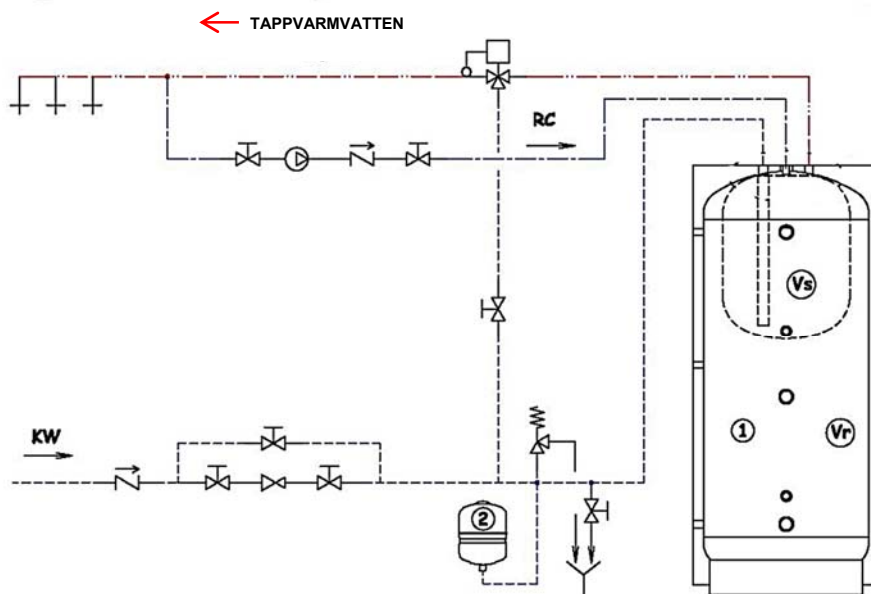 TAPPVARMVATTEN
RC
Vs
KW
1
Vr
2